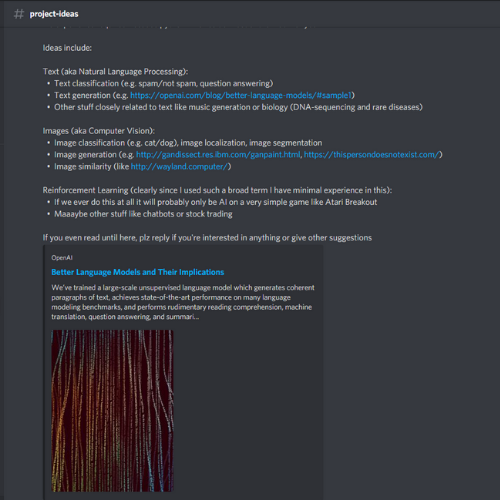 # project-ideas
Ideas include:
Text (aka Natural Language Processing):
• Text classification (e.g. spam/not spam, question answering)
• Text generation (e.g. https://openai.com/blog/better-language-models/#sample1)
• Other stuff closely related to text like music generation or biology (DNA-sequencing and rare diseases)
Images (aka Computer Vision):
• Image classification (e.g. cat/dog), image localization, image segmentation
• Image generation (e.g. http://gandissect.res.ibm.com/ganpaint.html, https://thispersondoesnotexist.com/)
• Image similarity (like http://wayland.computer/)
Reinforcement Learning (clearly since I used such a broad term I have minimal experience in this):
• If we ever do this at all it will probably only be AI on a very simple game like Atari Breakout
• Maaaybe other stuff like chatbots or stock trading
If you even read until here, plz reply if you're interested in anything or give other suggestions
OpenAI
Better Language Models and Their Implications
We've trained a large-scale unsupervised language model which generates coherent
paragraphs of text, achieves state-of-the-art performance on many language
modeling benchmarks, and performs rudimentary reading comprehension, machine
translation, question answering, and summari...